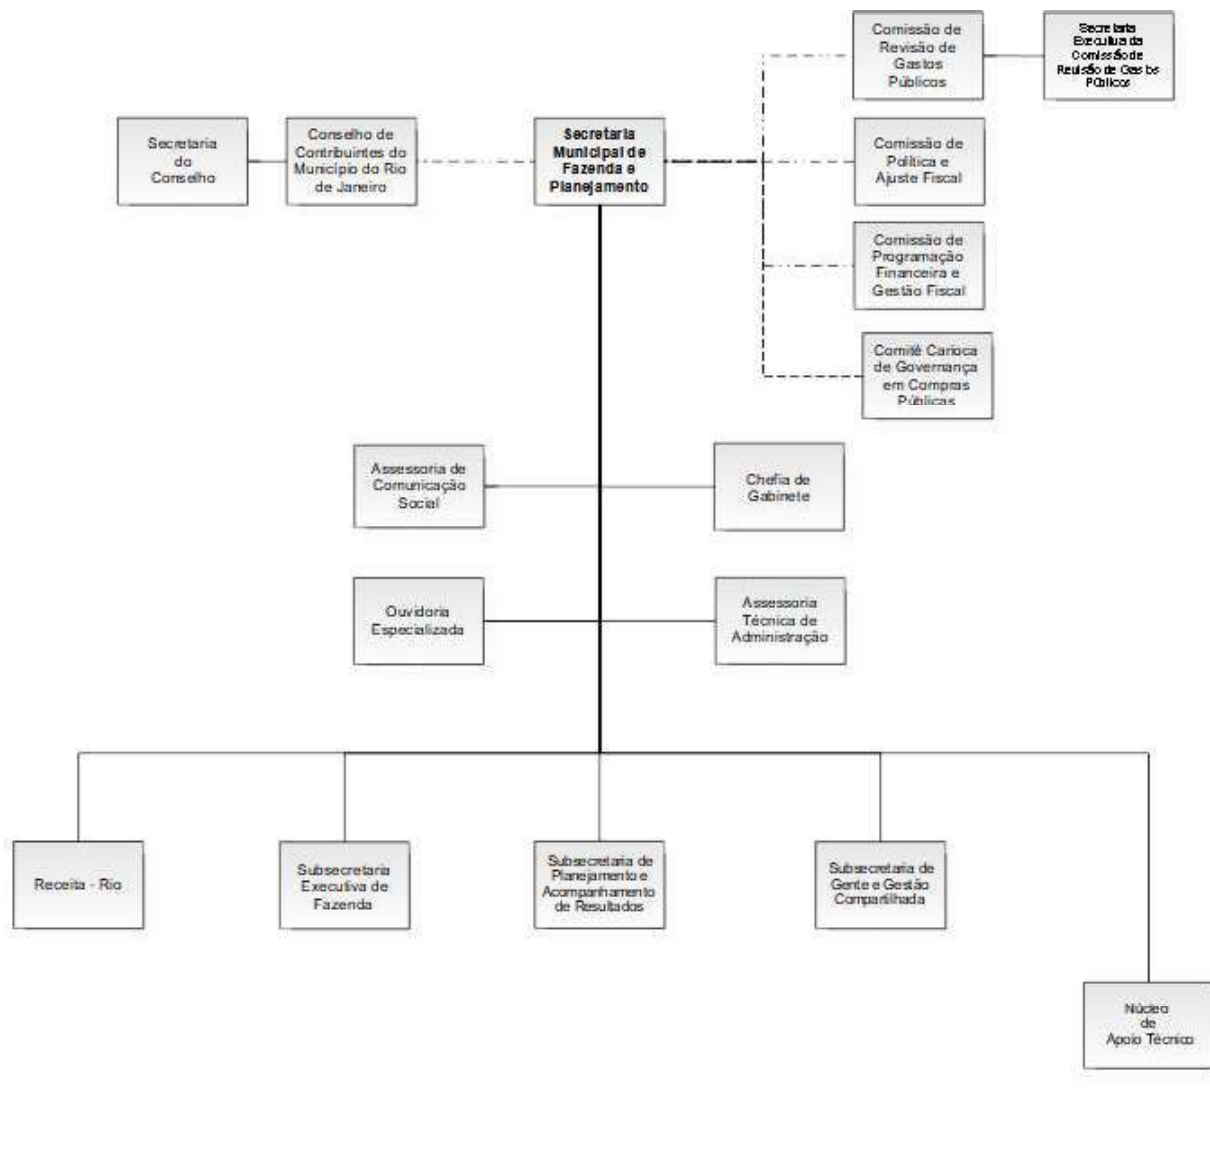 Comissão de
Revisão de
Gastos
Públicos
Secretaria
Executiva da
Comissão de
Revisão de Gastos
Públicos
Secretaria
do
Conselho
Conselho de
Contribuintes do
Município do Rio
de Janeiro
Secretaria
Municipal de
Fazenda e
Planejamento
Comissão de
Política e
Ajuste Fiscal
Comissão de
Programação
Financeira e
Gestão Fiscal
Comitê Carioca
de Governança
em Compras
Públicas
Assessoria de
Comunicação
Social
Chefia de
Gabinete
Ouvidoria
Especializada
Assessoria
Técnica de
Administração
Receita - Rio
Subsecretaria
Executiva de
Fazenda
Subsecretaria de
Planejamento e
Acompanhamento
de Resultados
Subsecretaria de
Gente e Gestão
Compartilhada
Núcleo
de
Apoio Técnico